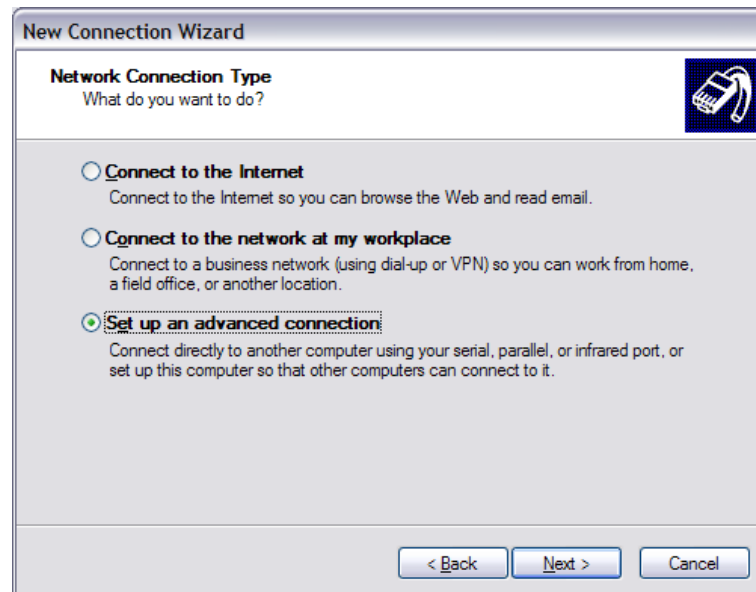 New Connection Wizard
Network Connection Type
What do you want to do?
Connect to the Internet
Connect to the Internet so you can browse the Web and read email.
Connect to the network at my workplace
Connect to a business network (using dial-up or VPN) so you can work from home,
a field office, or another location.
Set up an advanced connection
Connect directly to another computer using your serial, parallel, or infrared port, or
set up this computer so that other computers can connect to it.
< Back Next > Cancel